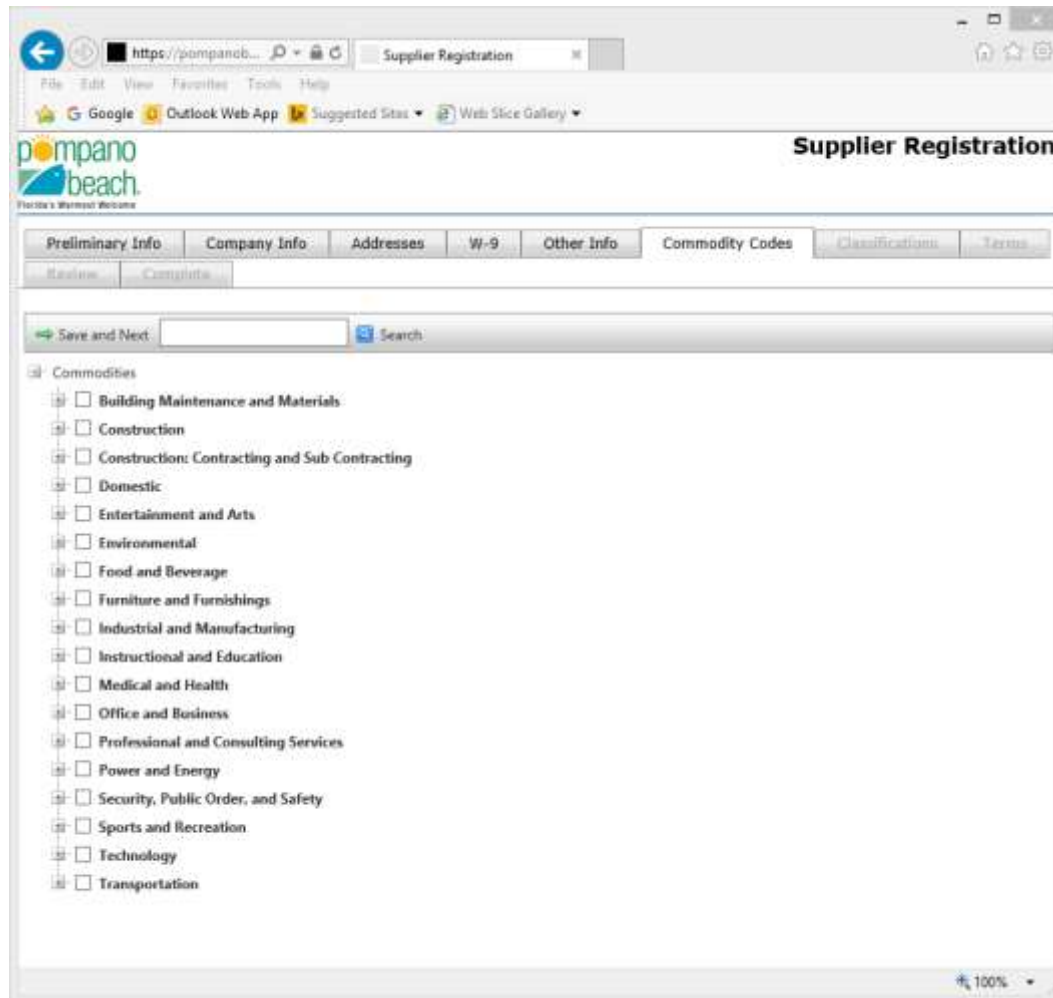 https://pompanob...
Supplier Registration
File Edit View Favorites Tools Help
Google Outlook Web App Suggested Sites Web Slice Gallery
pompano
beach.
Florida's Warmest Welcome
Supplier Registration
Preliminary Info Company Info Addresses W-9 Other Info Commodity Codes Classifications Terms
Review Complete
Save and Next Search
Commodities
Building Maintenance and Materials
Construction
Construction: Contracting and Sub Contracting
Domestic
Entertainment and Arts
Environmental
Food and Beverage
Furniture and Furnishings
Industrial and Manufacturing
Instructional and Education
Medical and Health
Office and Business
Professional and Consulting Services
Power and Energy
Security, Public Order, and Safety
Sports and Recreation
Technology
Transportation
100%